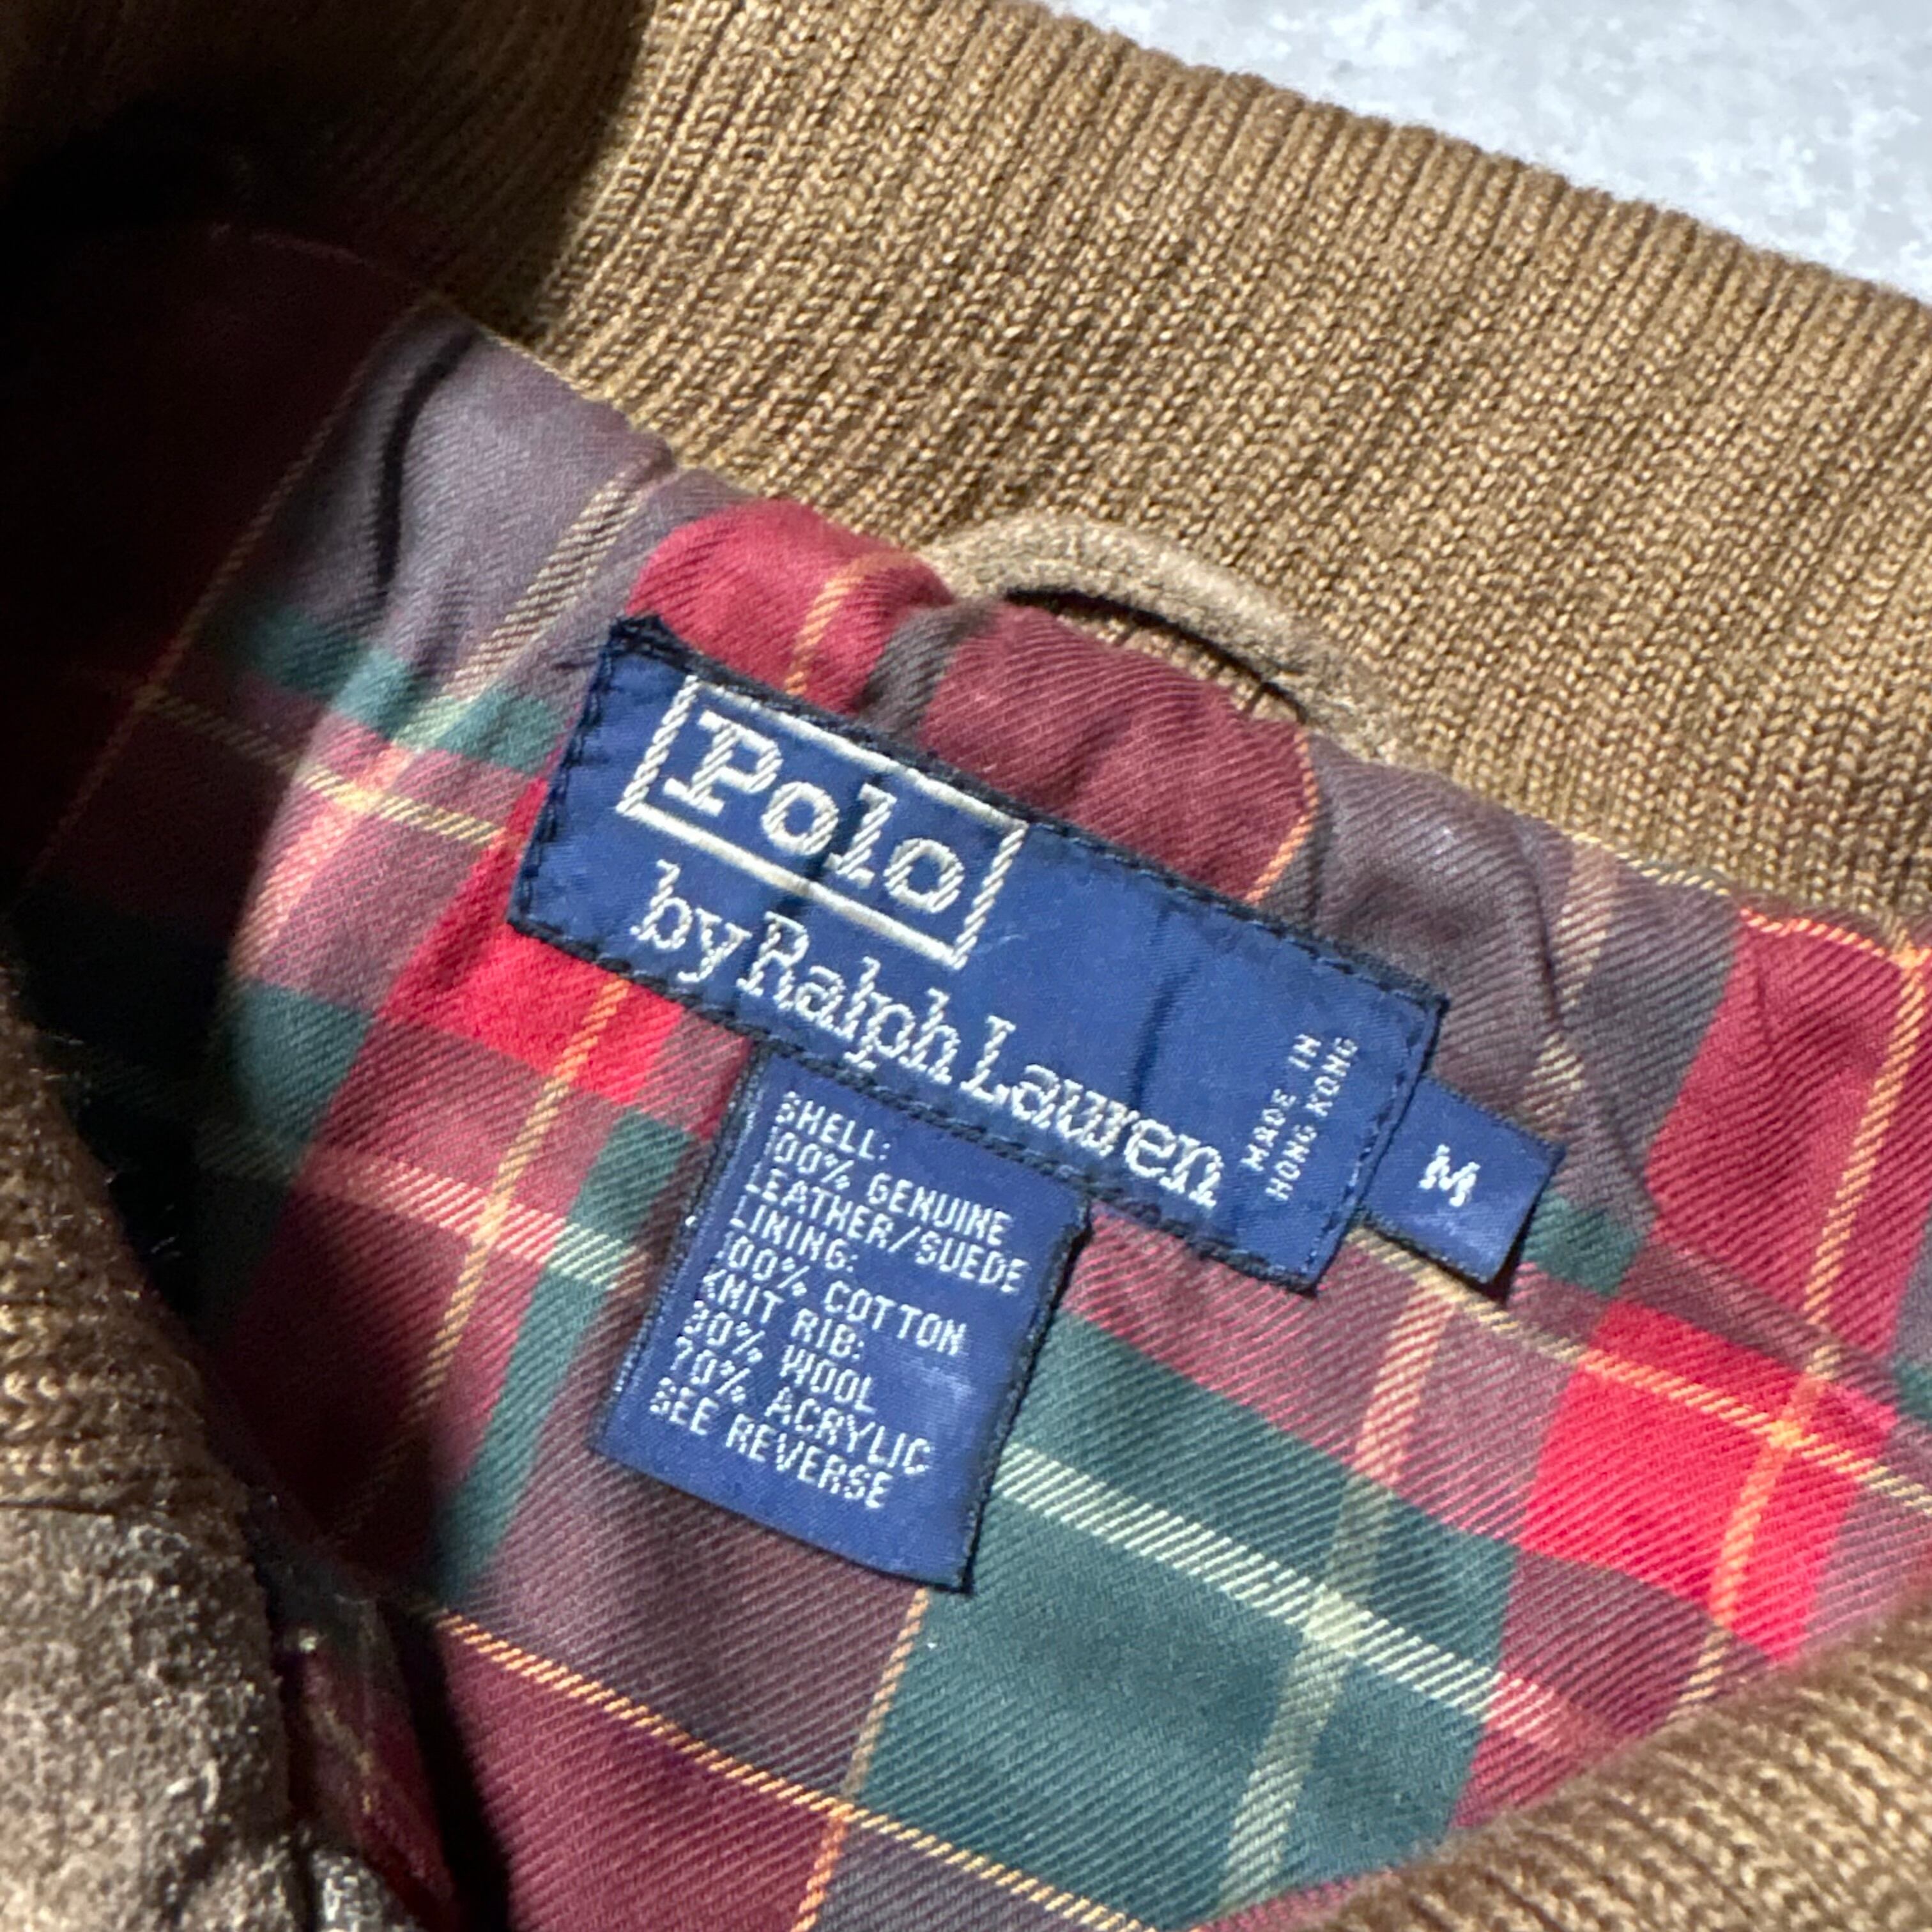 Polo
by Ralph Lauren
MADE IN
HONG KONG
M
SHELL:
100% GENUINE
LEATHER/SUEDE
LINING:
100% COTTON
KNIT RIB:
30% WOOL
70% ACRYLIC
SEE REVERSE